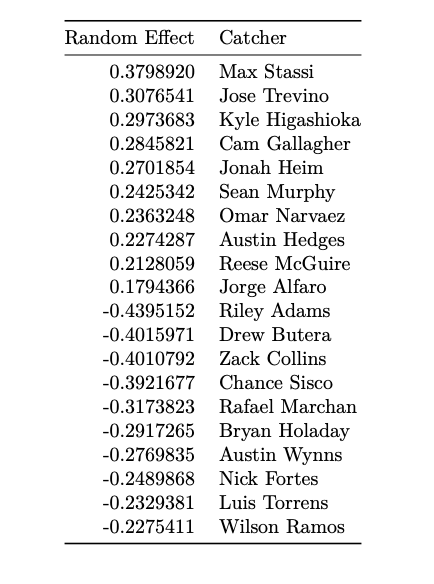 Random Effect Catcher
0.3798920 Max Stassi
0.3076541 Jose Trevino
0.2973683 Kyle Higashioka
0.2845821 Cam Gallagher
0.2701854 Jonah Heim
0.2425342 Sean Murphy
0.2363248 Omar Narvaez
0.2274287 Austin Hedges
0.2128059 Reese McGuire
0.1794366 Jorge Alfaro
-0.4395152 Riley Adams
-0.4015971 Drew Butera
-0.4010792 Zack Collins
-0.3921677 Chance Sisco
-0.3173823 Rafael Marchan
-0.2917265 Bryan Holaday
-0.2769835 Austin Wynns
-0.2489868 Nick Fortes
-0.2329381 Luis Torrens
-0.2275411 Wilson Ramos